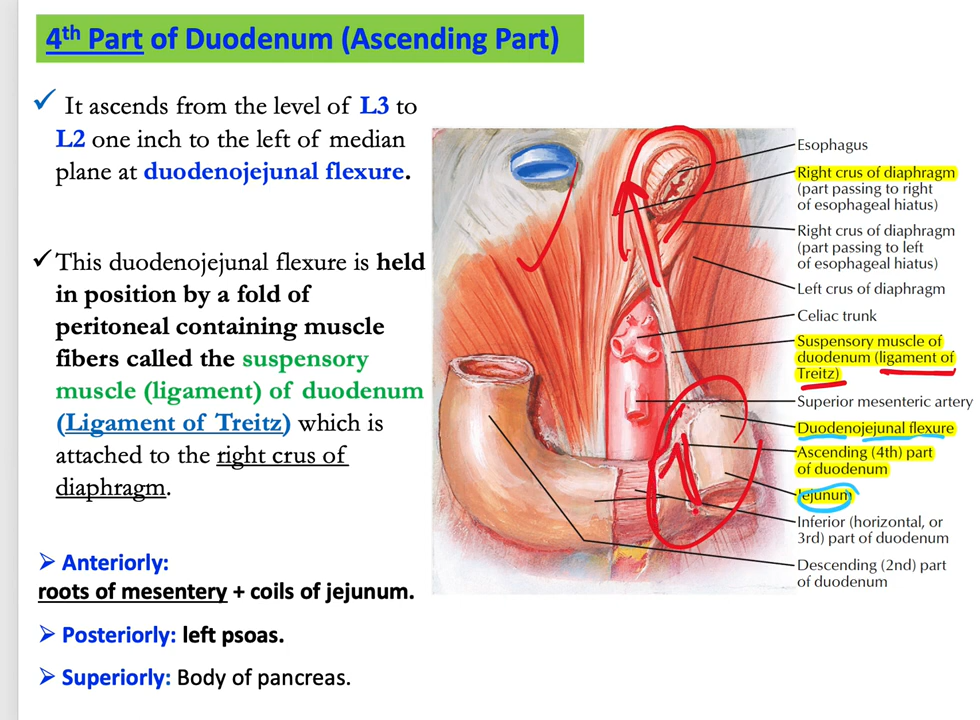 4th Part of Duodenum (Ascending Part)
✓ It ascends from the level of L3 to
L2 one inch to the left of median
plane at duodenojejunal flexure.
✓ This duodenojejunal flexure is held
in position by a fold of
peritoneal containing muscle
fibers called the suspensory
muscle (ligament) of duodenum
(Ligament of Treitz) which is
attached to the right crus of
diaphragm.
➢ Anteriorly:
roots of mesentery + coils of jejunum.
➢ Posteriorly: left psoas.
➢ Superiorly: Body of pancreas.
Esophagus
Right crus of diaphragm
(part passing to right
of esophageal hiatus)
Right crus of diaphragm
(part passing to left
of esophageal hiatus)
Left crus of diaphragm
Celiac trunk
Suspensory muscle of
duodenum (ligament of
Treitz)
Superior mesenteric artery
Duodenojejunal flexure
Ascending (4th) part
of duodenum
Jejunum
Inferior (horizontal, or
3rd) part of duodenum
Descending (2nd) part
of duodenum